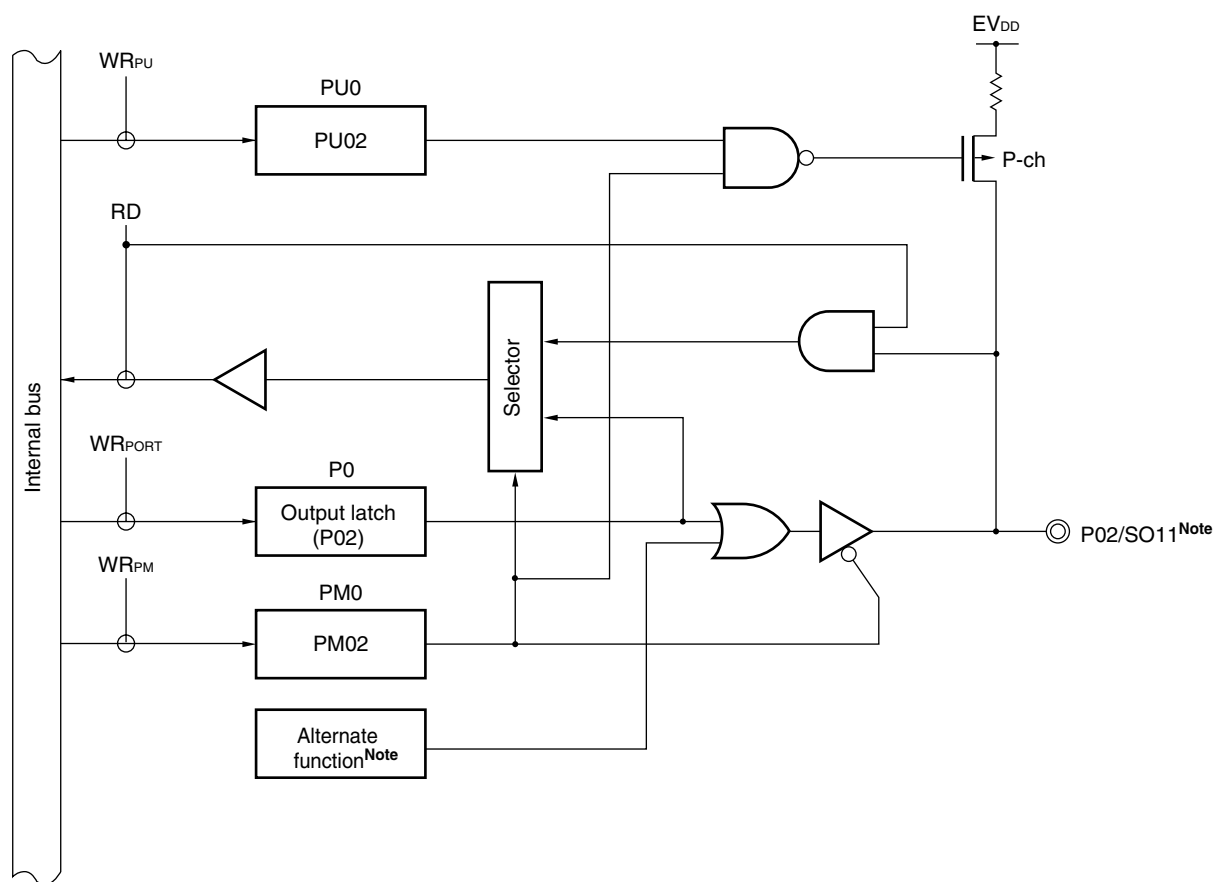 EVDD
WRPU
PU0
PU02
P-ch
RD
Selector
Internal bus
WRPORT
P0
Output latch
(P02)
P02/SO11Note
WRPM
PM0
PM02
Alternate
functionNote